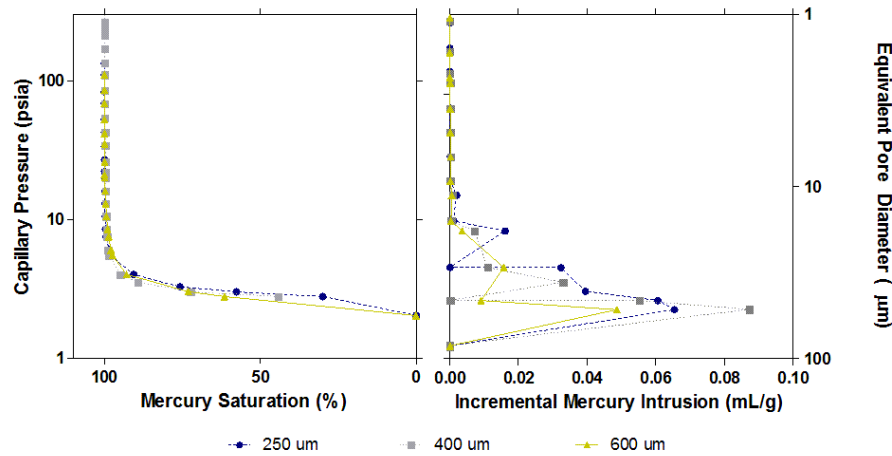 Capillary Pressure (psia)
100
10
1
100
50
0
Mercury Saturation (%)
0.00
0.02
0.04
0.06
0.08
0.10
Incremental Mercury Intrusion (mL/g)
1
10
100
Equivalent Pore Diameter ( μm)
250 um
400 um
600 um